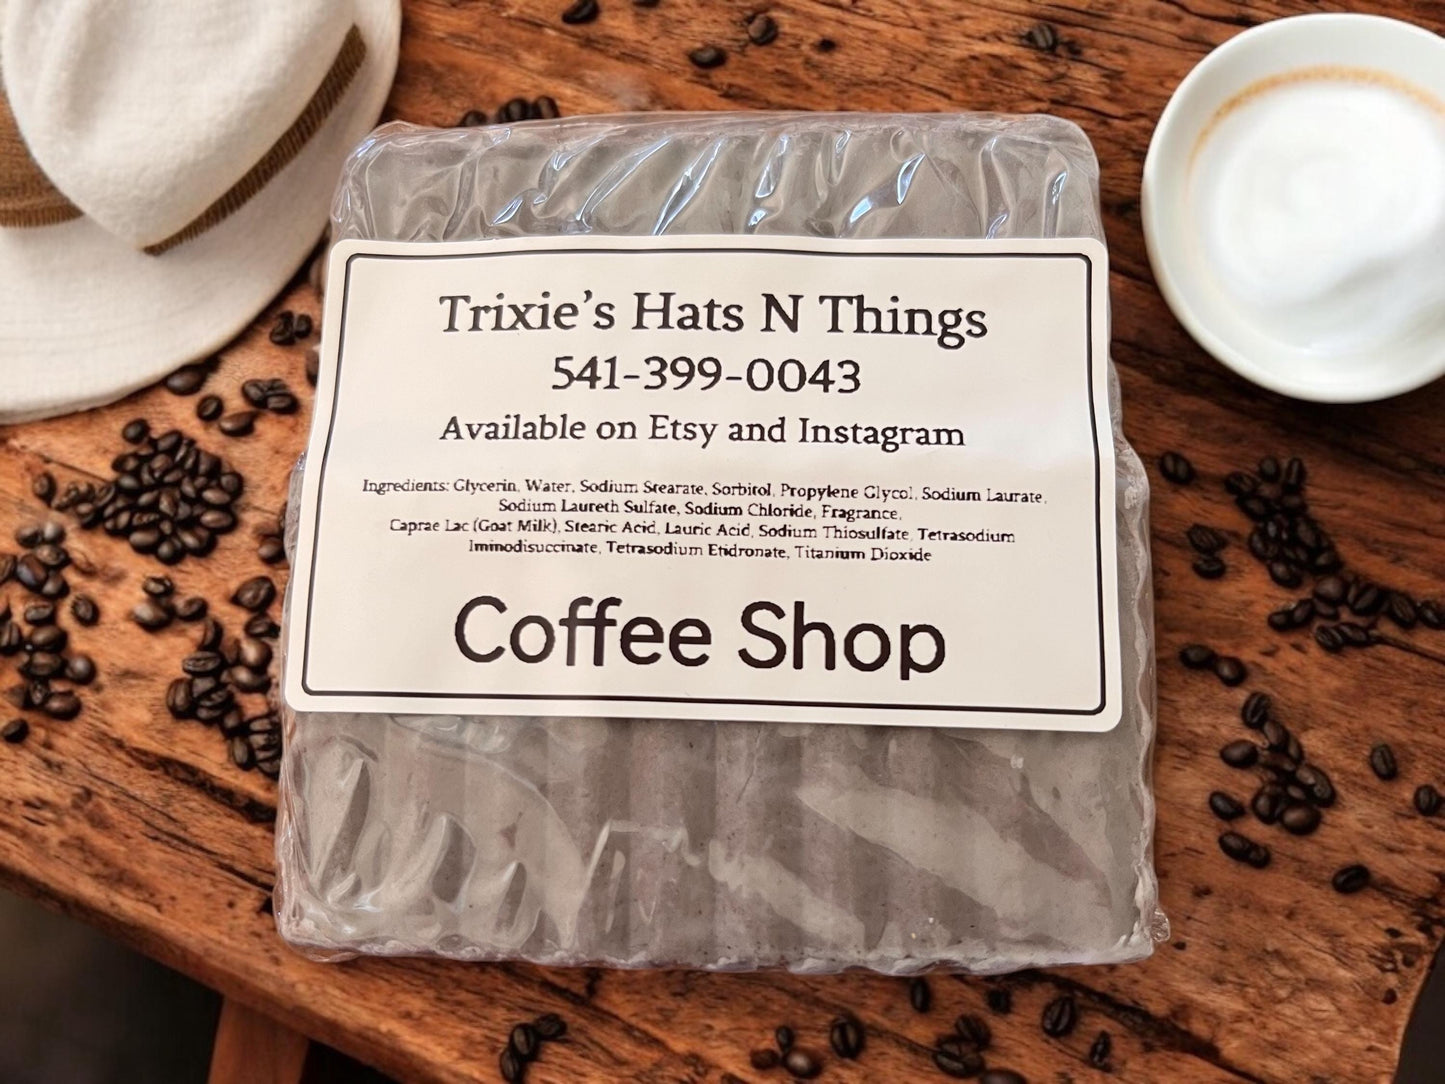 Trixie's Hats N Things
541-399-0043
Available on Etsy and Instagram
Ingredients: Glycerin, Water, Sodium Stearate, Sorbitol, Propylene Glycol, Sodium Laurate,
Sodium Laureth Sulfate, Sodium Chloride, Fragrance,
Caprae Lac (Goat Milk), Stearic Acid, Lauric Acid, Sodium Thiosulfate, Tetrasodium
Iminodisuccinate, Tetrasodium Etidronate, Titanium Dioxide
Coffee Shop